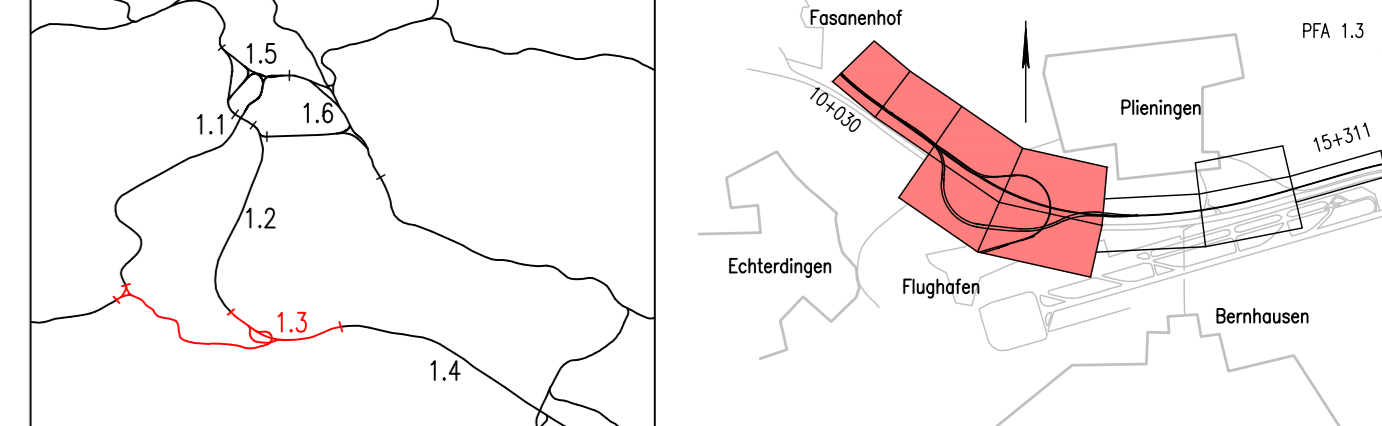 1.5
1.6
1.1
1.2
1.3
1.4
Fasanenhof
PFA 1.3
10+030
Plieningen
15+311
Echterdingen
Flughafen
Bernhausen